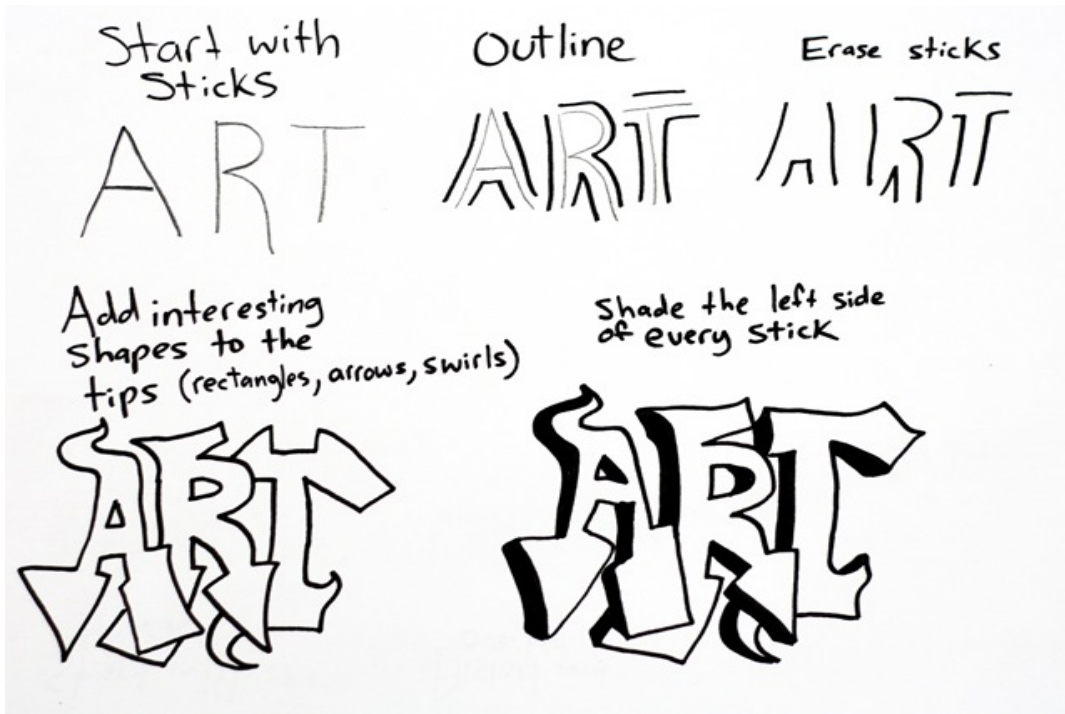 Start with
Sticks
ART
Outline
ART
Erase sticks
ART
Add interesting
shapes to the
tips (rectangles, arrows, swirls)
ART
Shade the left side
of every stick
ART